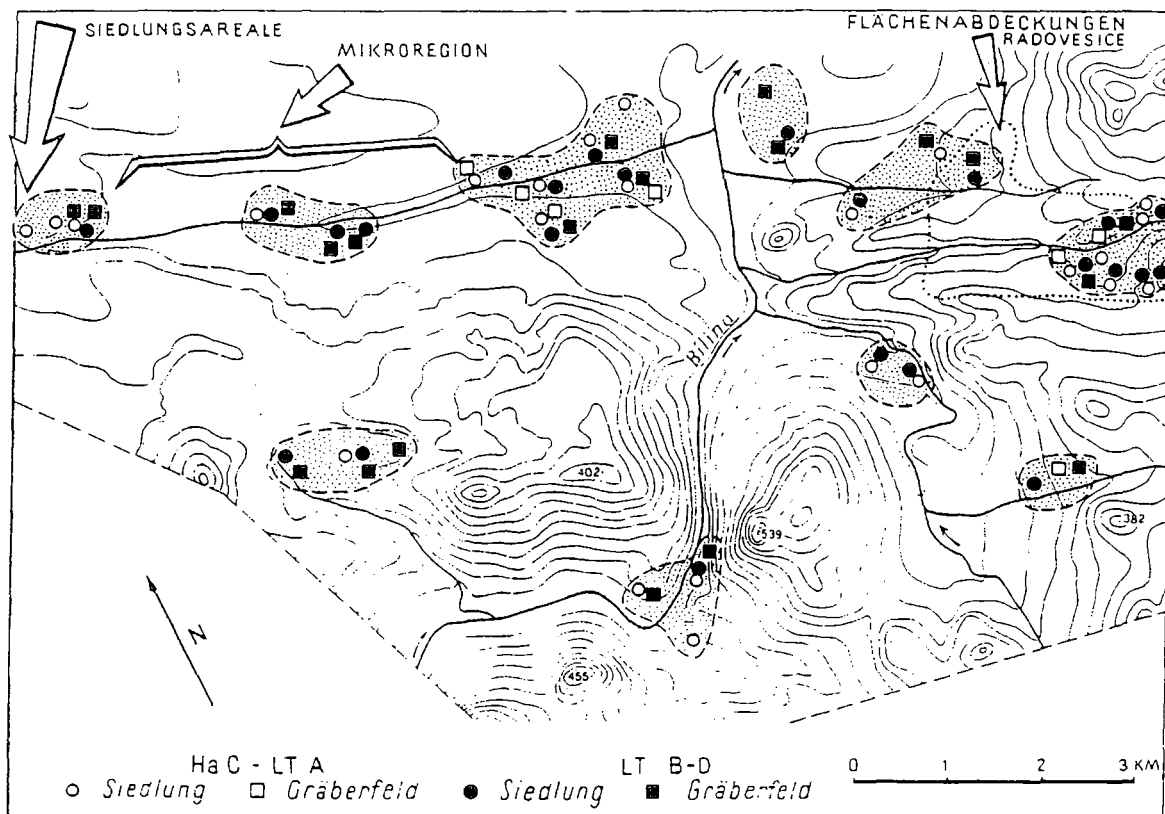 SIEDLUNGSAREALE
MIKROREGION
FLÄCHENABDECKUNGEN
RADOVESICE
Bílina
402
539
382
455
N
Ha C - LT A
LT B-D
Siedlung
Gräberfeld
Siedlung
Gräberfeld
0 1 2 3 KM